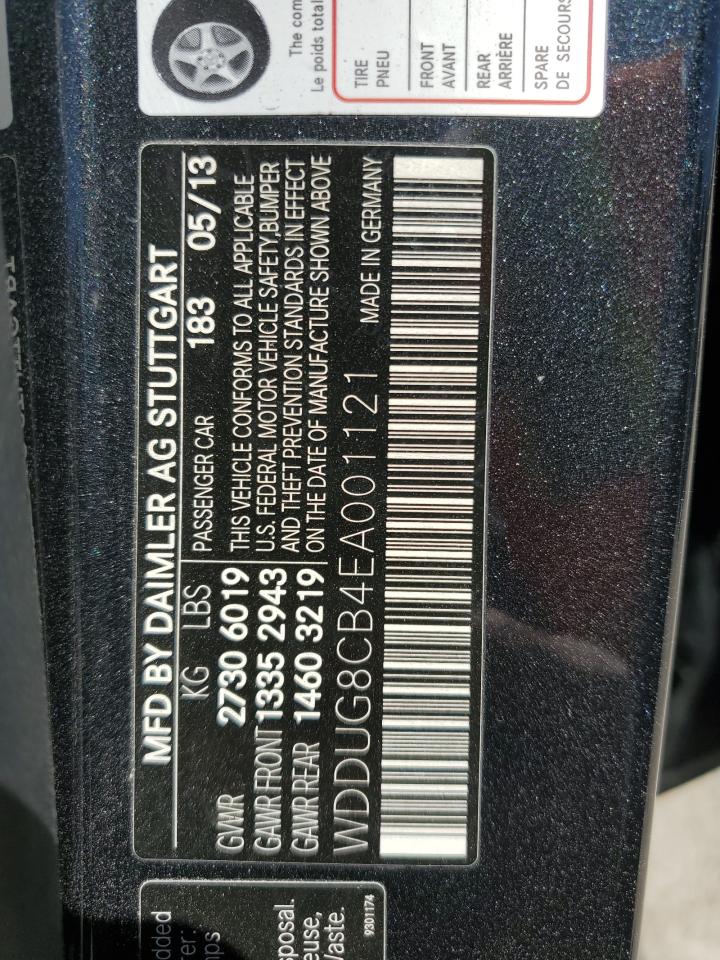 The com
Le poids total
TIRE
PNEU
FRONT
AVANT
REAR
ARRIÈRE
SPARE
DE SECOURS
MFD BY DAIMLER AG STUTTGART
KG LBS PASSENGER CAR 183 05/13
GVWR 2730 6019 THIS VEHICLE CONFORMS TO ALL APPLICABLE
U.S. FEDERAL MOTOR VEHICLE SAFETY,BUMPER
GAWR FRONT 1335 2943 AND THEFT PREVENTION STANDARDS IN EFFECT
GAWR REAR 1460 3219 ON THE DATE OF MANUFACTURE SHOWN ABOVE
WDDUG8CB4EA001121 MADE IN GERMANY
9301174